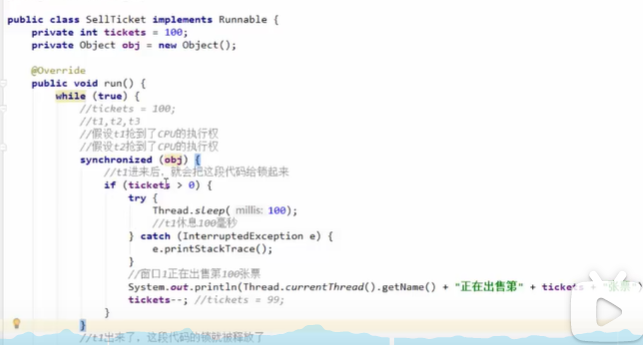 public class SellTicket implements Runnable {
private int tickets = 100;
private Object obj = new Object();
@Override
public void run() {
while (true) {
//tickets = 100;
//t1,t2,t3
//假设t1抢到了CPU的执行权
//假设t2抢到了CPU的执行权
synchronized (obj) {
//t1进来后，就会把这段代码给锁起来
if (tickets > 0) {
try {
Thread.sleep( millis: 100);
//t1休息100毫秒
} catch (InterruptedException e) {
e.printStackTrace();
}
//窗口1正在出售第100张票
System.out.println(Thread.currentThread().getName() + "正在出售第" + tickets + "张票")
tickets--; //tickets = 99;
}
}
//t1出来了，这段代码的锁就被释放了